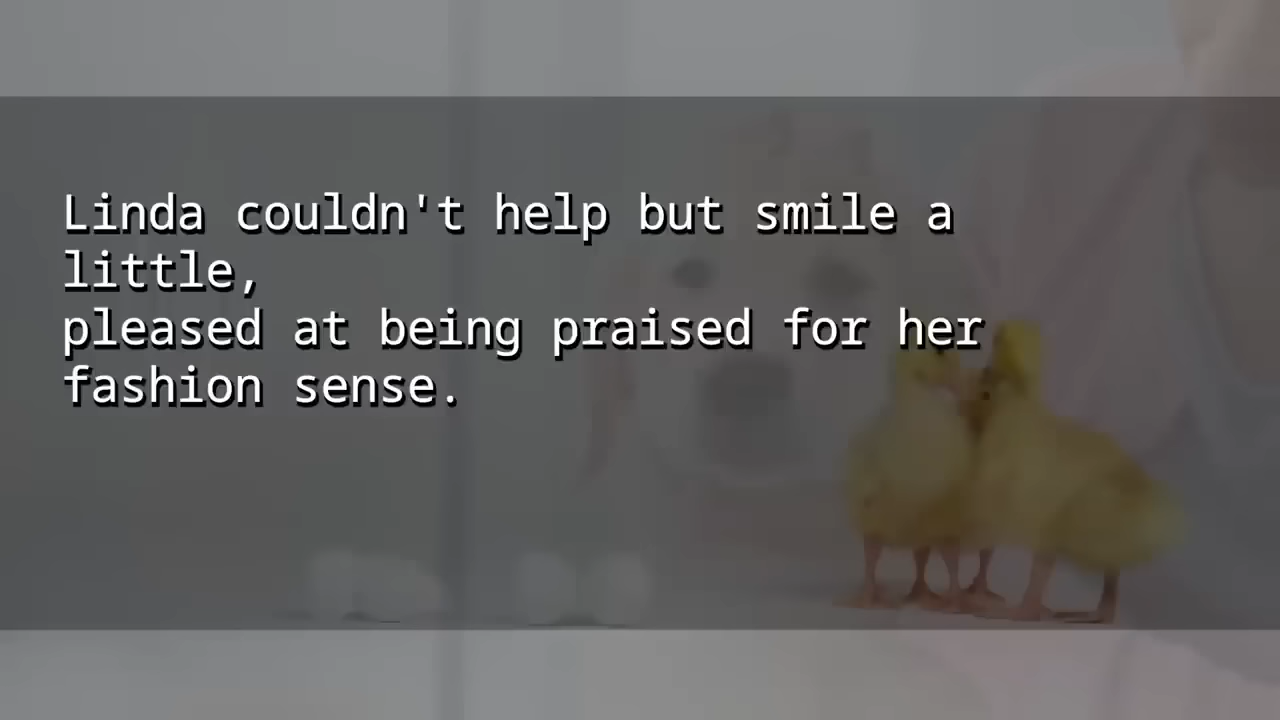 Linda couldn't help but smile a
little,
pleased at being praised for her
fashion sense.